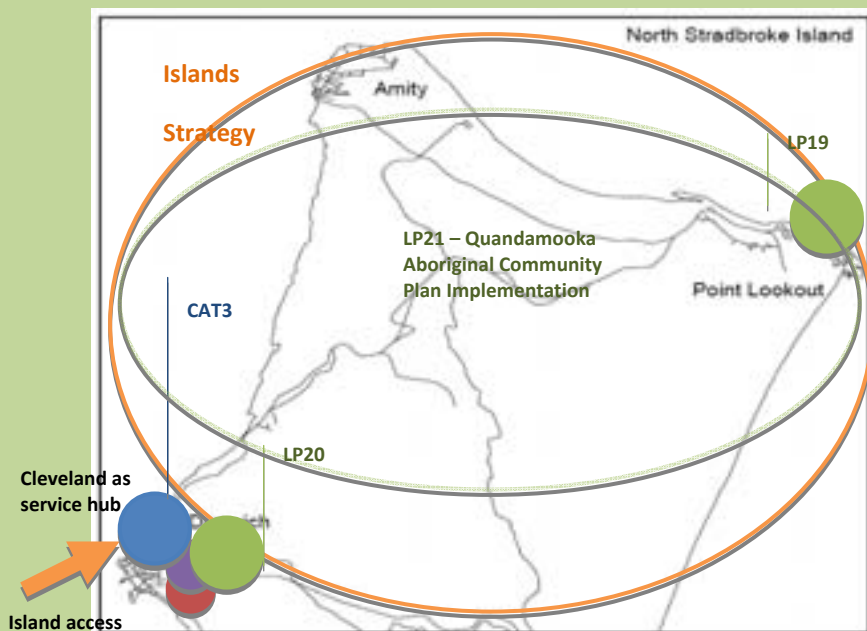 North Stradbroke Island
Islands
Strategy
Amity
LP19
LP21 – Quandamooka
Aboriginal Community
Plan Implementation
Point Lookout
CAT3
LP20
Cleveland as
service hub
Island access